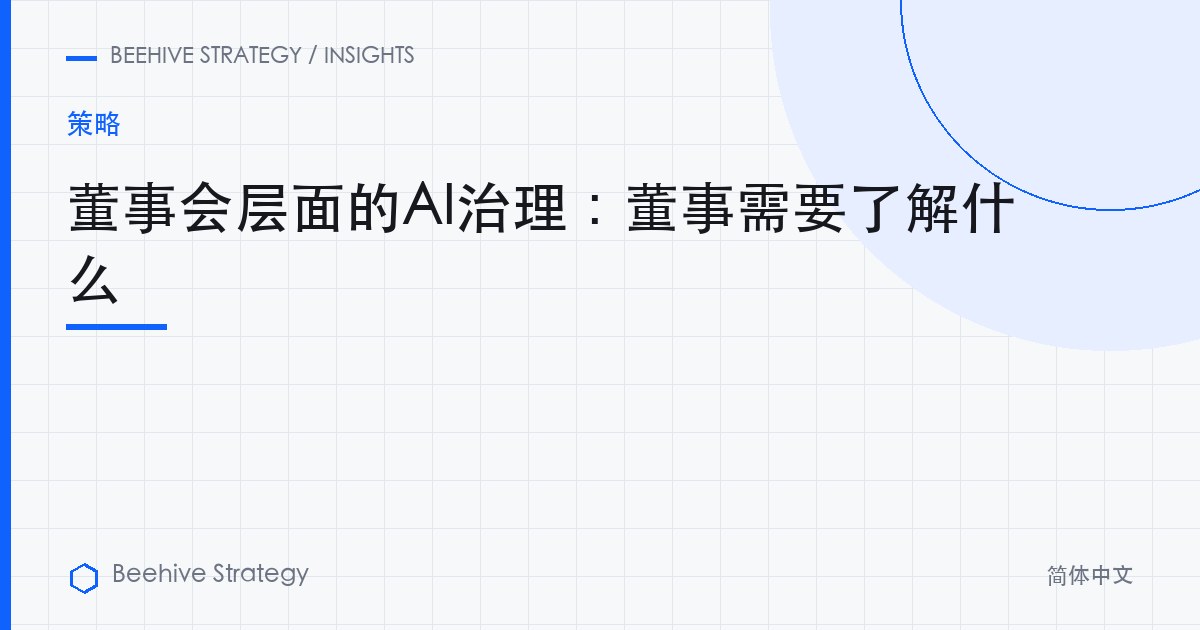 BEEHIVE STRATEGY / INSIGHTS
策略
董事会层面的AI治理：董事需要了解什
么
Beehive Strategy
简体中文